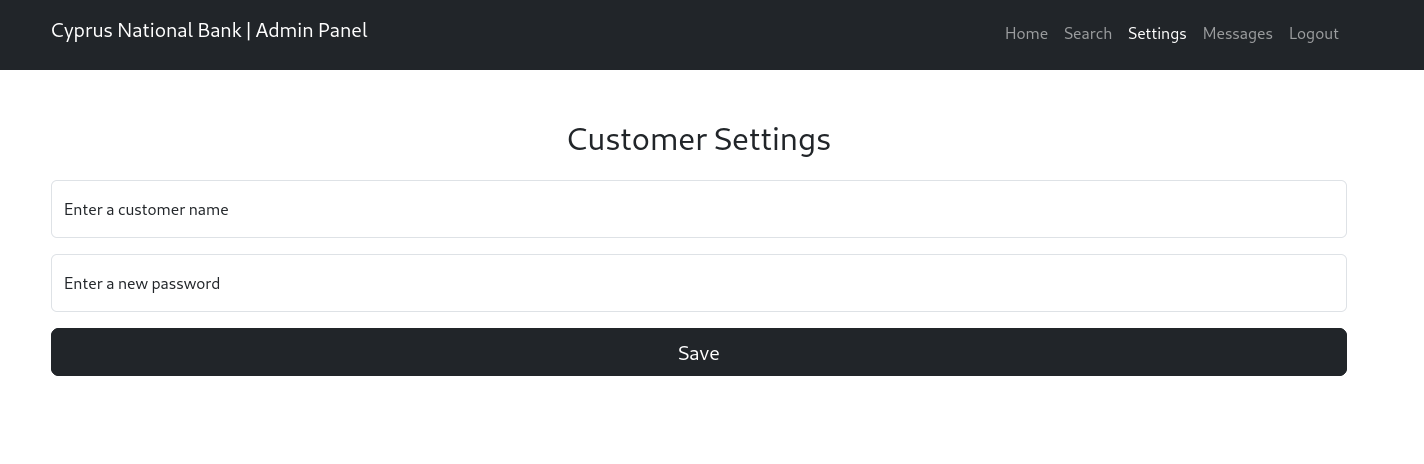 Cyprus National Bank | Admin Panel
Home Search Settings Messages Logout
Customer Settings
Enter a customer name
Enter a new password
Save